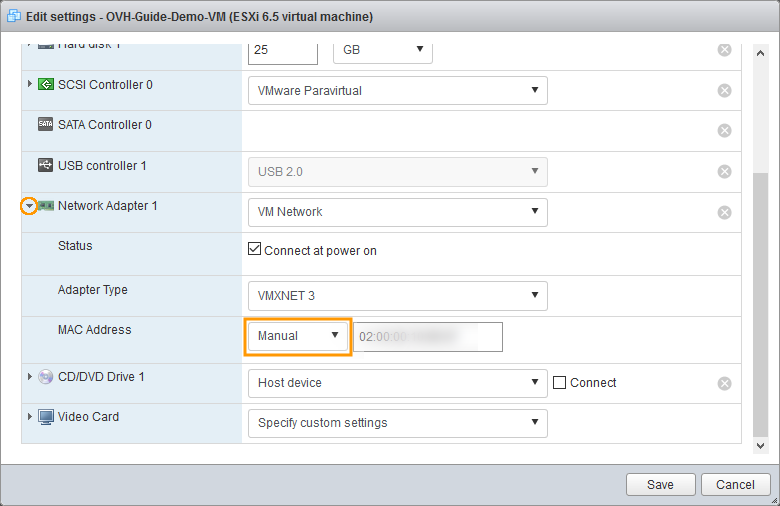 Edit settings - OVH-Guide-Demo-VM (ESXi 6.5 virtual machine)
Hard disk 1 25 GB
SCSI Controller 0 VMware Paravirtual
SATA SATA Controller 0
USB controller 1 USB 2.0
Network Adapter 1 VM Network
Status Connect at power on
Adapter Type VMXNET 3
MAC Address Manual 02:00:00
CD/DVD Drive 1 Host device Connect
Video Card Specify custom settings
Save Cancel